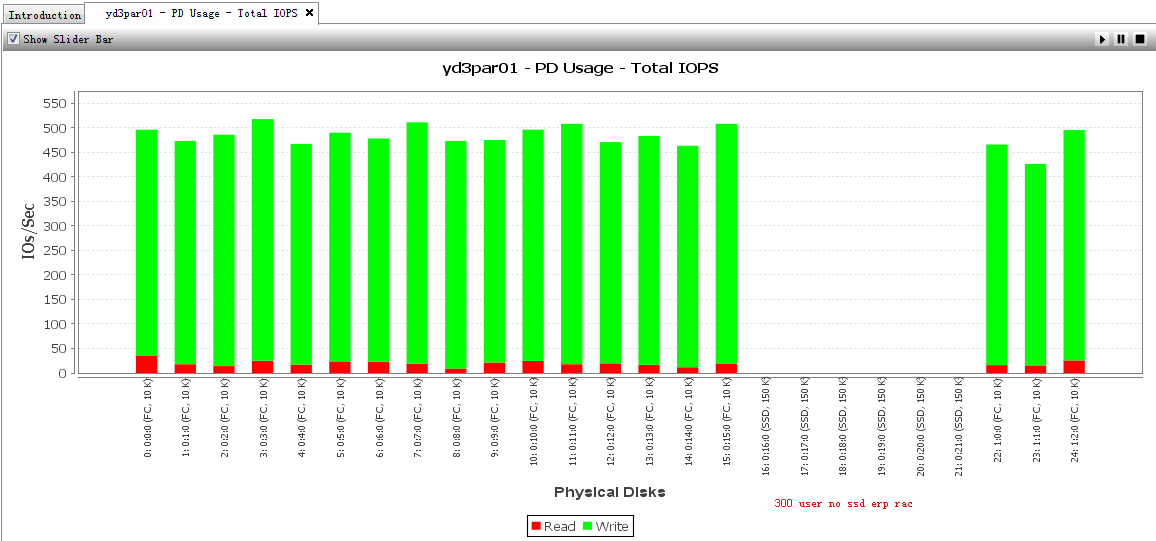 Introduction
yd3par01 - PD Usage - Total IOPS
Show Slider Bar
yd3par01 - PD Usage - Total IOPS
550
500
450
400
350
300
250
200
150
100
50
0
IOs/Sec
0: 0:0:0 (FC, 10 K)
1: 0:1:0 (FC, 10 K)
2: 0:2:0 (FC, 10 K)
3: 0:3:0 (FC, 10 K)
4: 0:4:0 (FC, 10 K)
5: 0:5:0 (FC, 10 K)
6: 0:6:0 (FC, 10 K)
7: 0:7:0 (FC, 10 K)
8: 0:8:0 (FC, 10 K)
9: 0:9:0 (FC, 10 K)
10: 0:10:0 (FC, 10 K)
11: 0:11:0 (FC, 10 K)
12: 0:12:0 (FC, 10 K)
13: 0:13:0 (FC, 10 K)
14: 0:14:0 (FC, 10 K)
15: 0:15:0 (FC, 10 K)
16: 0:16:0 (SSD, 150 K)
17: 0:17:0 (SSD, 150 K)
18: 0:18:0 (SSD, 150 K)
19: 0:19:0 (SSD, 150 K)
20: 0:20:0 (SSD, 150 K)
21: 0:21:0 (SSD, 150 K)
22: 1:0:0 (FC, 10 K)
23: 1:1:0 (FC, 10 K)
24: 1:2:0 (FC, 10 K)
Physical Disks
300 user no ssd erp rac
Read Write